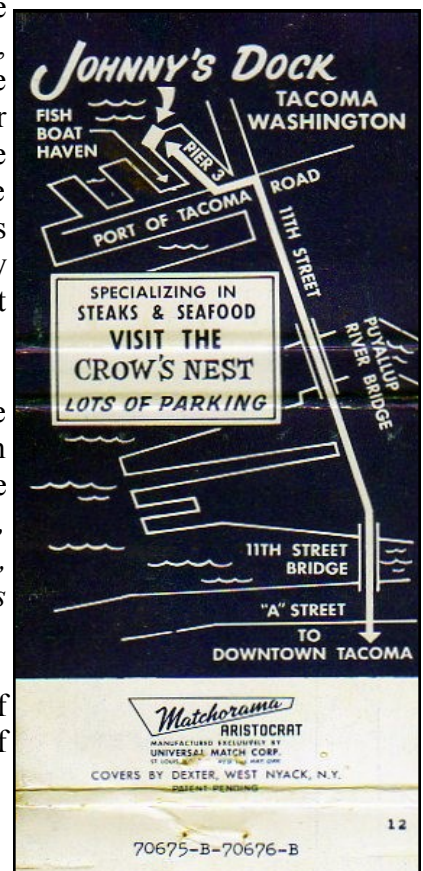 JOHNNY'S DOCK
TACOMA
WASHINGTON
FISH
BOAT
HAVEN
PIER 3
PORT OF TACOMA ROAD
11TH STREET
SPECIALIZING IN
STEAKS & SEAFOOD
VISIT THE
CROW'S NEST
LOTS OF PARKING
PUYALLUP
RIVER BRIDGE
11TH STREET
BRIDGE
"A" STREET
TO
DOWNTOWN TACOMA
Matchorama
ARISTOCRAT
MANUFACTURED EXCLUSIVELY BY
UNIVERSAL MATCH CORP.
ST. LOUIS
COVERS BY DEXTER, WEST NYACK, N.Y.
PATENT PENDING
12
70675-B-70676-B